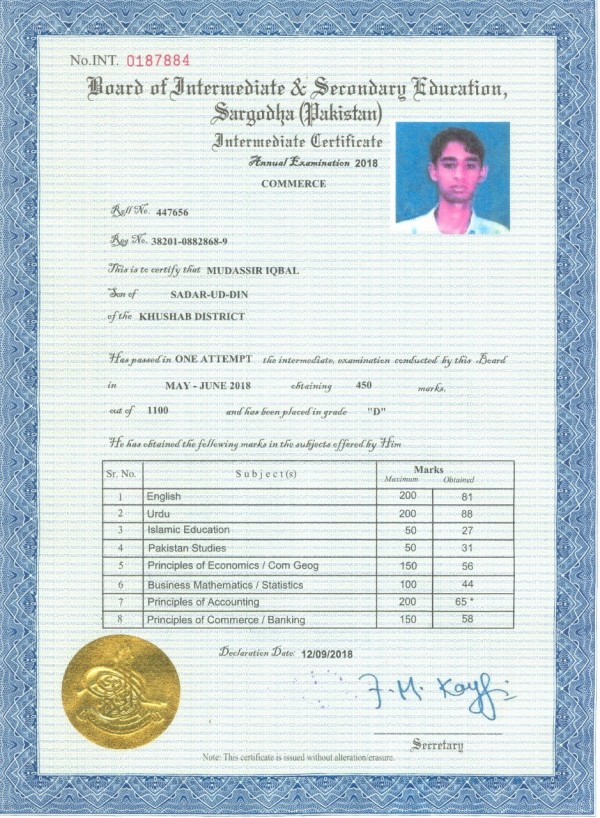 No.INT. 0187884
Board of Intermediate & Secondary Education,
Sargodha (Pakistan)
Intermediate Certificate
Annual Examination 2018
COMMERCE
Roll No. 447656
Reg No. 38201-0882868-9
This is to certify that MUDASSIR IQBAL
Son of SADAR-UD-DIN
of the KHUSHAB DISTRICT
Has passed in ONE ATTEMPT the intermediate, examination conducted by this Board
in MAY - JUNE 2018 obtaining 450 marks.
out of 1100 and has been placed in grade "D"
He has obtained the following marks in the subjects offered by Him
Sr. No. Subject(s) Marks
Maximum Obtained
1 English 200 81
2 Urdu 200 88
3 Islamic Education 50 27
4 Pakistan Studies 50 31
5 Principles of Economics / Com Geog 150 56
6 Business Mathematics / Statistics 100 44
7 Principles of Accounting 200 65 *
8 Principles of Commerce / Banking 150 58
Declaration Date: 12/09/2018
Secretary
Note: This certificate is issued without alteration/erasure.